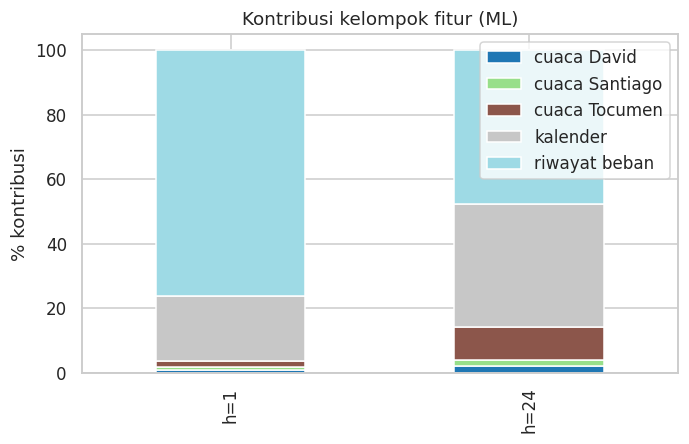 Kontribusi kelompok fitur (ML)
% kontribusi
100
80
60
40
20
0
h=1
h=24
cuaca David
cuaca Santiago
cuaca Tocumen
kalender
riwayat beban